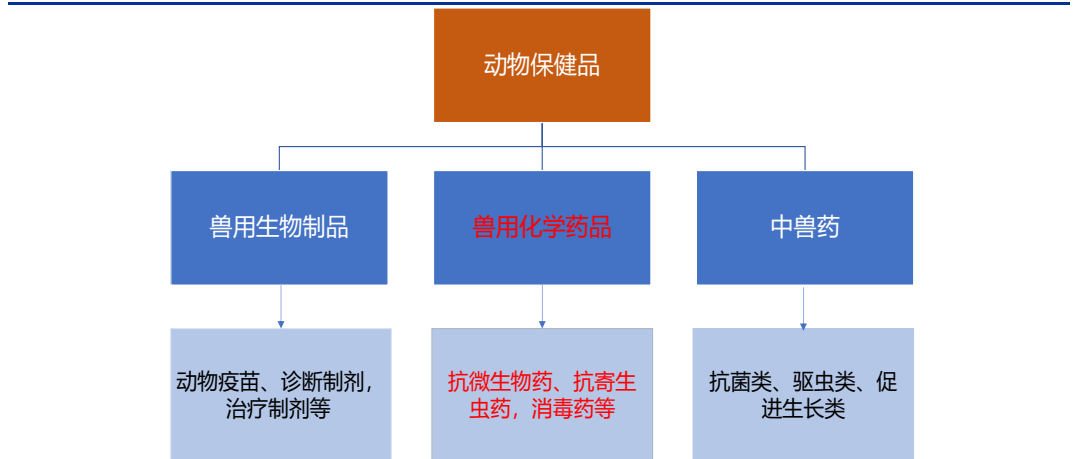 动物保健品
兽用生物制品
兽用化学药品
中兽药
动物疫苗、诊断制剂，
治疗制剂等
抗微生物药、抗寄生
虫药，消毒药等
抗菌类、驱虫类、促
进生长类